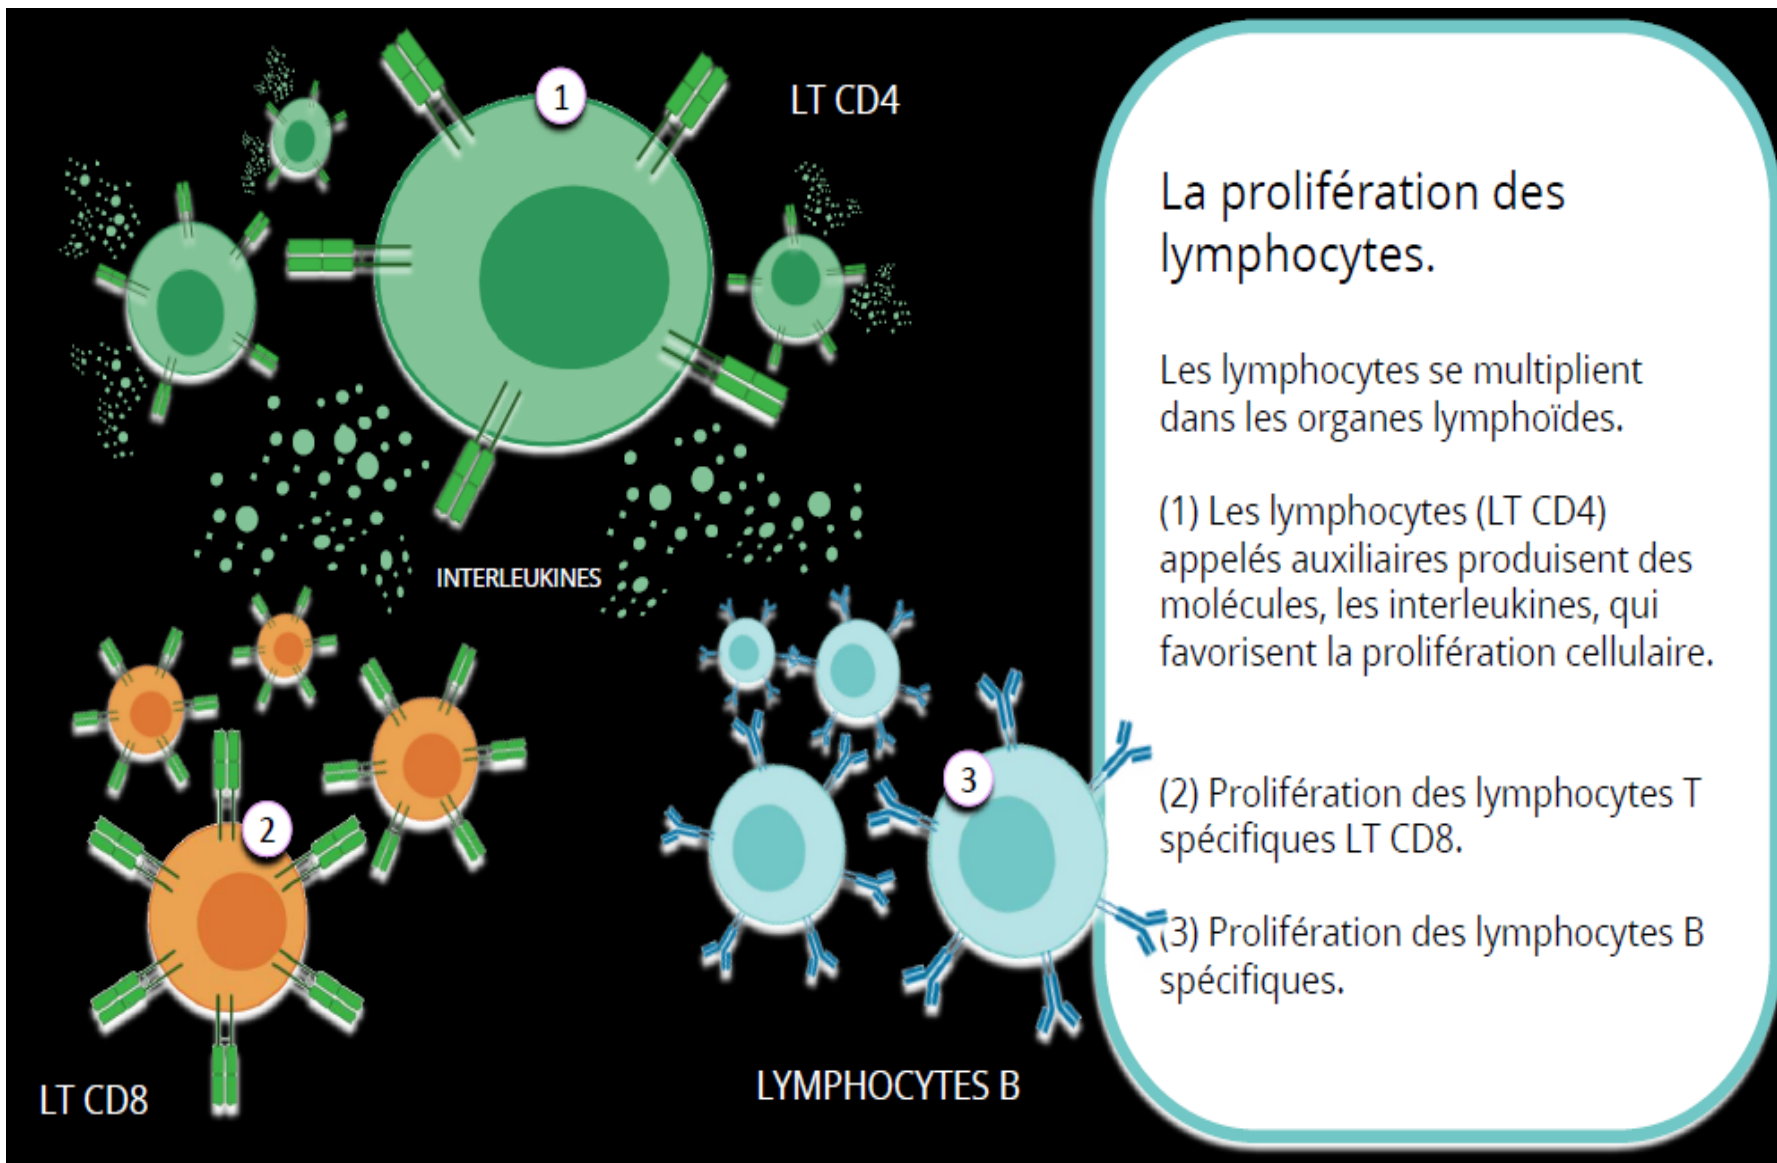 1
LT CD4
INTERLEUKINES
2
3
LT CD8
LYMPHOCYTES B
La prolifération des
lymphocytes.
Les lymphocytes se multiplient
dans les organes lymphoïdes.
(1) Les lymphocytes (LT CD4)
appelés auxiliaires produisent des
molécules, les interleukines, qui
favorisent la prolifération cellulaire.
(2) Prolifération des lymphocytes T
spécifiques LT CD8.
(3) Prolifération des lymphocytes B
spécifiques.